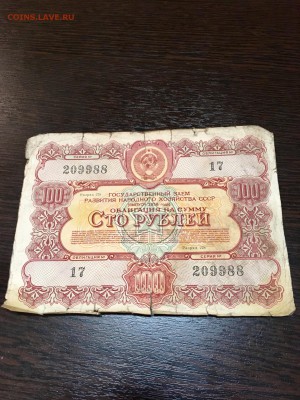 COINS.LAVE.RU
209988 17
100 100
ГОСУДАРСТВЕННЫЙ ЗАЕМ
РАЗВИТИЯ НАРОДНОГО ХОЗЯЙСТВА СССР
ОБЛИГАЦИЯ НА СУММУ
СТО РУБЛЕЙ
17 209988
100